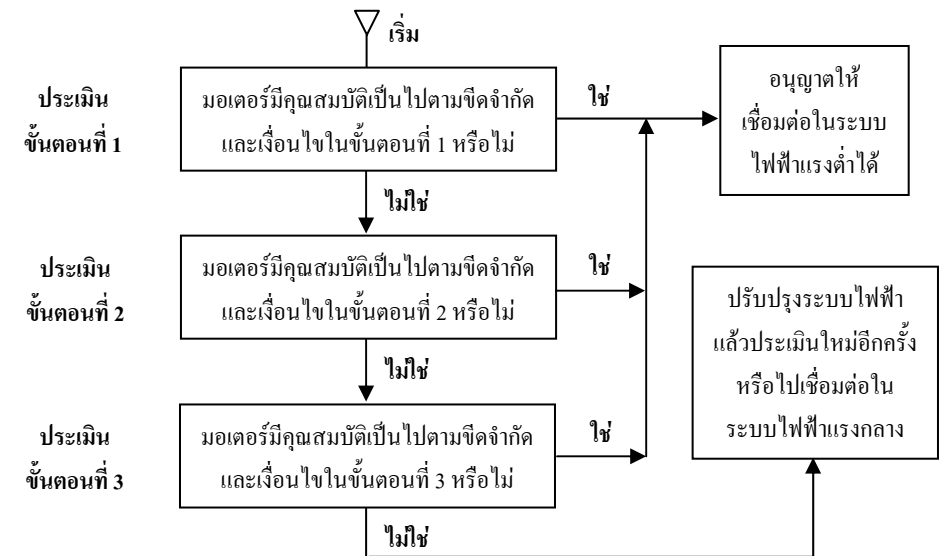 เริ่ม
ประเมิน
ขั้นตอนที่ 1
มอเตอร์มีคุณสมบัติเป็นไปตามขีดจำกัด
และเงื่อนไขในขั้นตอนที่ 1 หรือไม่
ใช่
อนุญาตให้
เชื่อมต่อในระบบ
ไฟฟ้าแรงต่ำได้
ไม่ใช่
ประเมิน
ขั้นตอนที่ 2
มอเตอร์มีคุณสมบัติเป็นไปตามขีดจำกัด
และเงื่อนไขในขั้นตอนที่ 2 หรือไม่
ใช่
ปรับปรุงระบบไฟฟ้า
แล้วประเมินใหม่อีกครั้ง
หรือไปเชื่อมต่อใน
ระบบไฟฟ้าแรงกลาง
ไม่ใช่
ประเมิน
ขั้นตอนที่ 3
มอเตอร์มีคุณสมบัติเป็นไปตามขีดจำกัด
และเงื่อนไขในขั้นตอนที่ 3 หรือไม่
ใช่
ไม่ใช่